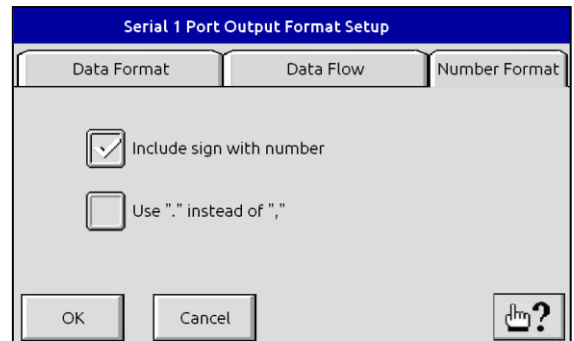 Serial 1 Port Output Format Setup
Data Format
Data Flow
Number Format
Include sign with number
Use "." instead of ","
OK
Cancel
?